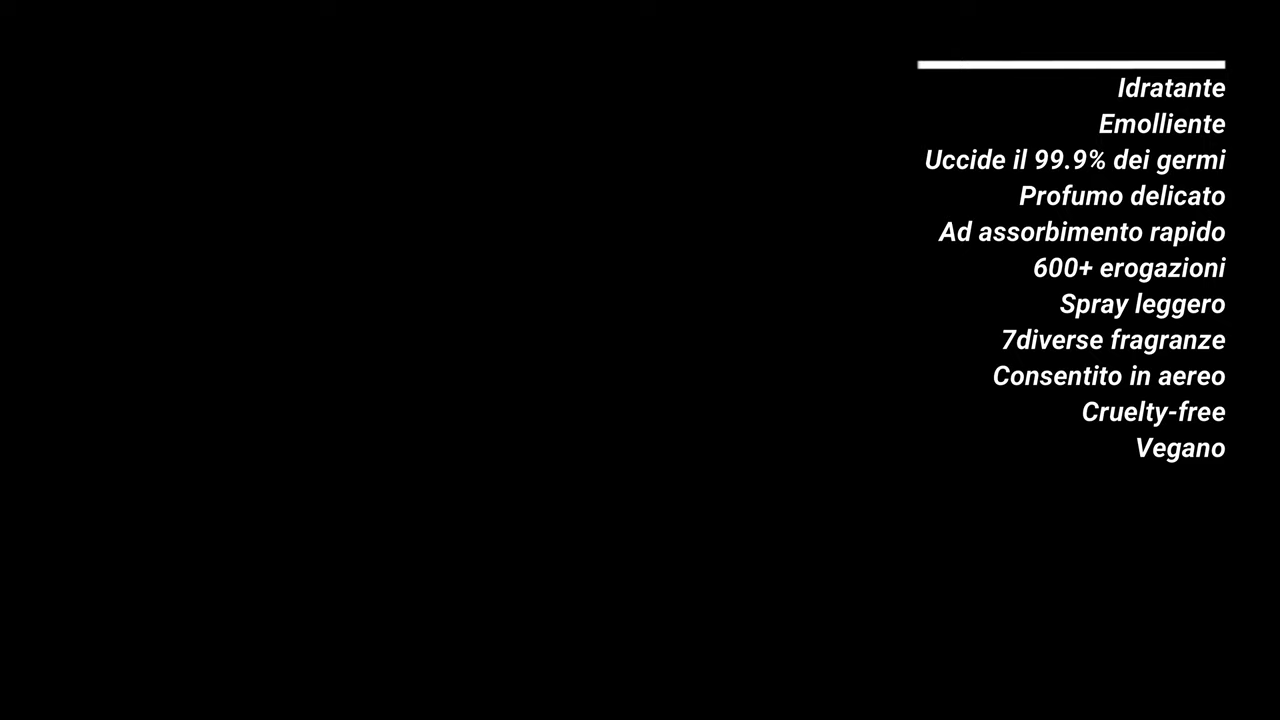 Idratante
Emolliente
Uccide il 99.9% dei germi
Profumo delicato
Ad assorbimento rapido
600+ erogazioni
Spray leggero
7diverse fragranze
Consentito in aereo
Cruelty-free
Vegano